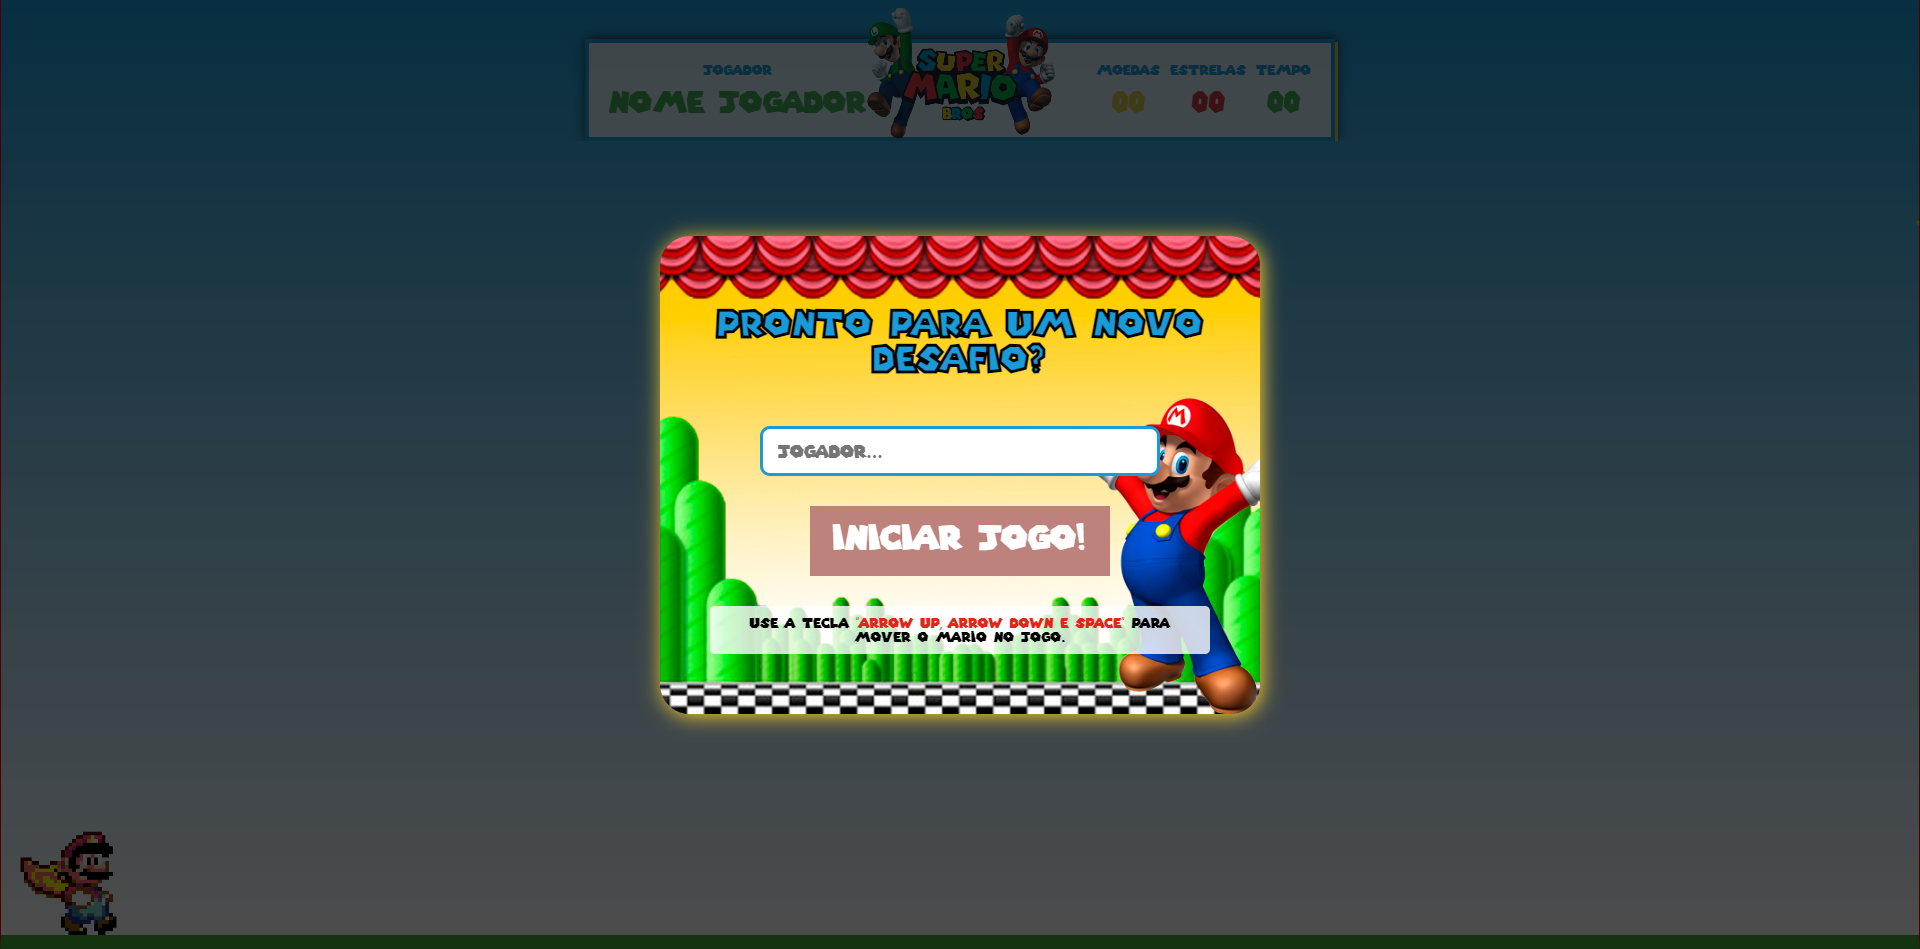 JOGADOR
NOME JOGADOR
SUPER
MARIO
BROS
MOEDAS ESTRELAS TEMPO
00 00 00
PRONTO PARA UM NOVO
DESAFIO?
M
JOGADOR...
INICIAR JOGO!
USE A TECLA "ARROW UP, ARROW DOWN E SPACE" PARA
MOVER O MARIO NO JOGO.